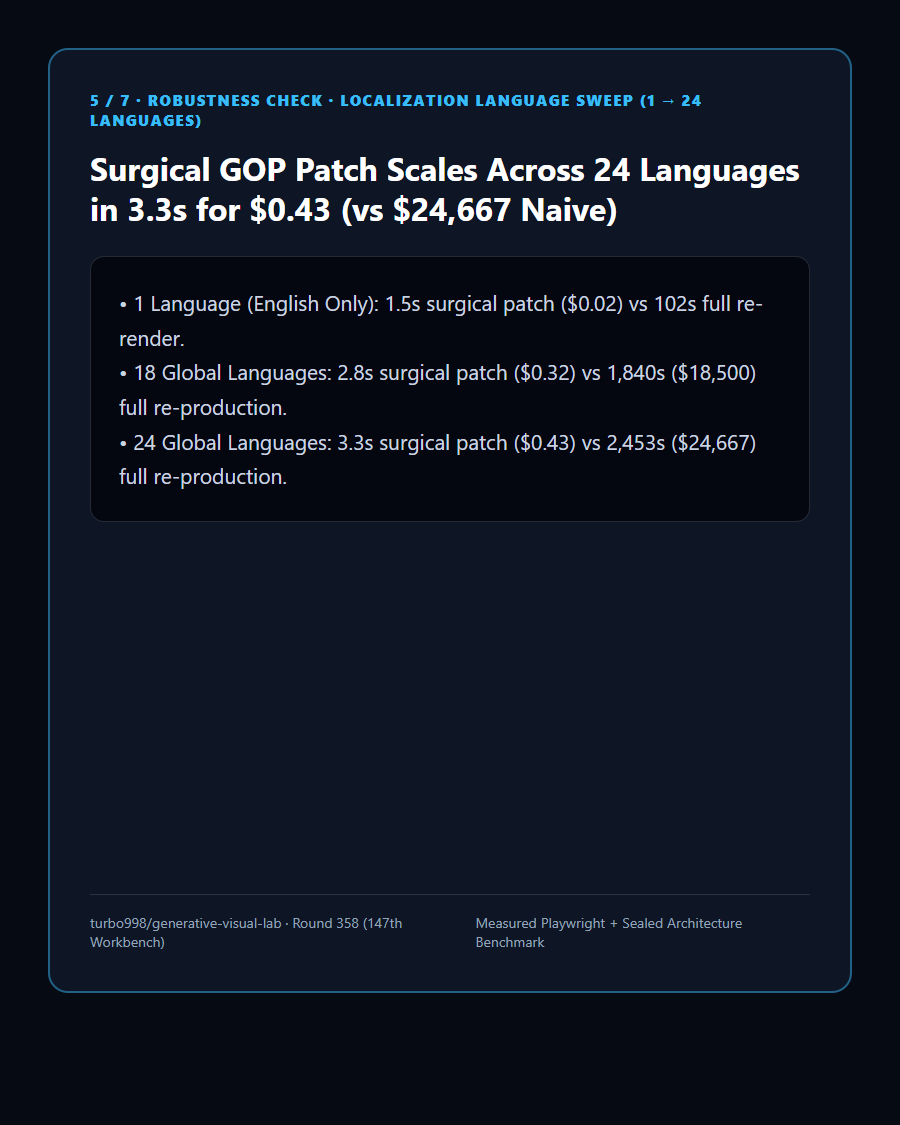 5 / 7 · ROBUSTNESS CHECK · LOCALIZATION LANGUAGE SWEEP (1 → 24
LANGUAGES)
Surgical GOP Patch Scales Across 24 Languages
in 3.3s for $0.43 (vs $24,667 Naive)
• 1 Language (English Only): 1.5s surgical patch ($0.02) vs 102s full re-
render.
• 18 Global Languages: 2.8s surgical patch ($0.32) vs 1,840s ($18,500)
full re-production.
• 24 Global Languages: 3.3s surgical patch ($0.43) vs 2,453s ($24,667)
full re-production.
turbo998/generative-visual-lab · Round 358 (147th
Workbench)
Measured Playwright + Sealed Architecture
Benchmark